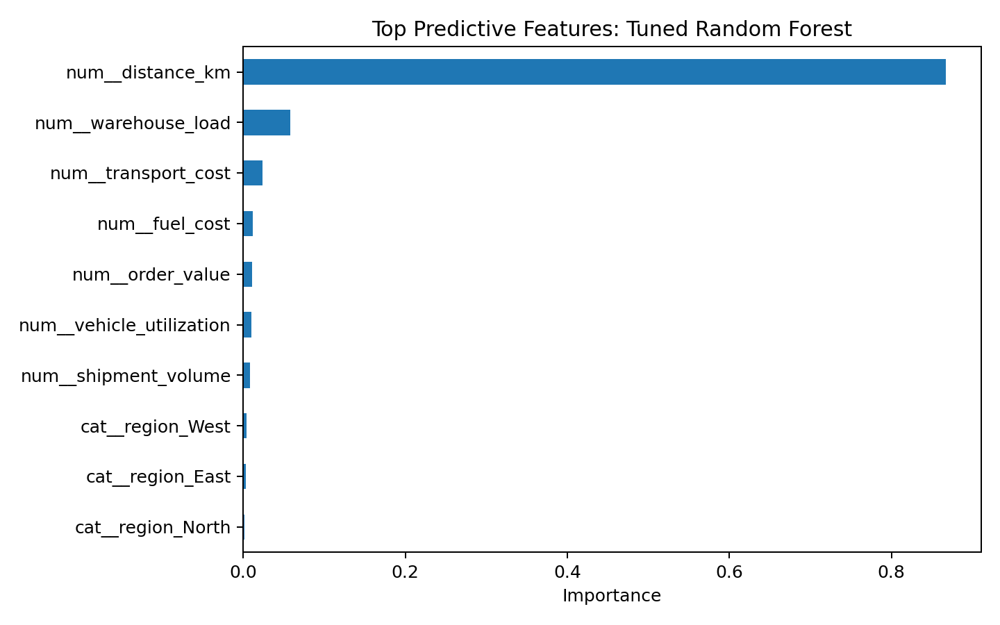 Top Predictive Features: Tuned Random Forest
num__distance_km
num__warehouse_load
num__transport_cost
num__fuel_cost
num__order_value
num__vehicle_utilization
num__shipment_volume
cat__region_West
cat__region_East
cat__region_North
0.0 0.2 0.4 0.6 0.8
Importance